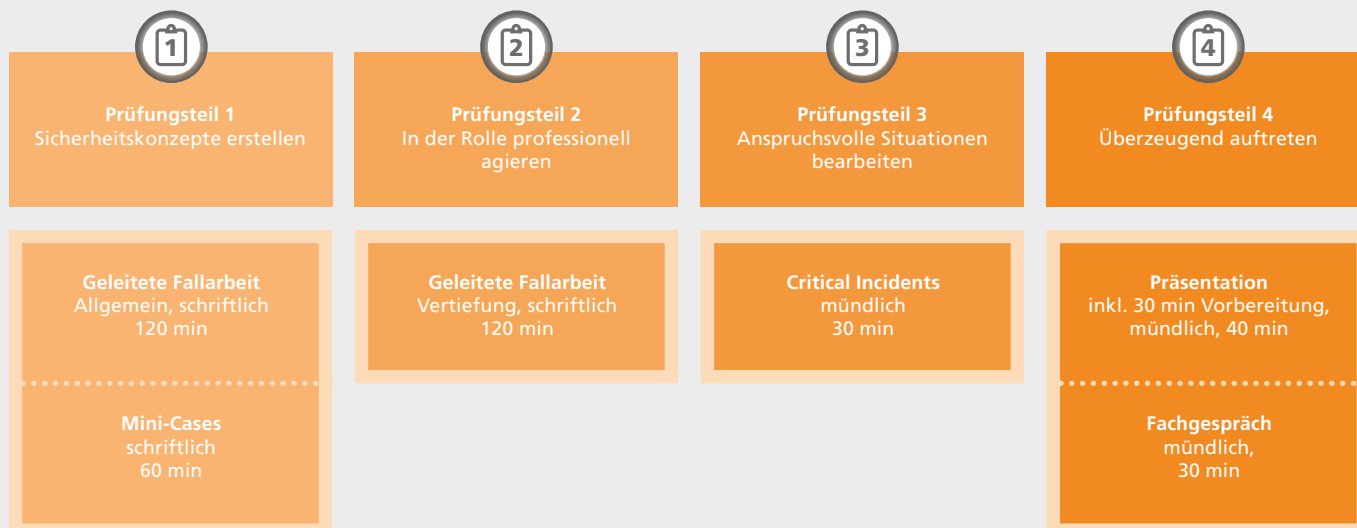 1
Prüfungsteil 1
Sicherheitskonzepte erstellen
2
Prüfungsteil 2
In der Rolle professionell
agieren
3
Prüfungsteil 3
Anspruchsvolle Situationen
bearbeiten
4
Prüfungsteil 4
Überzeugend auftreten
Geleitete Fallarbeit
Allgemein, schriftlich
120 min
Mini-Cases
schriftlich
60 min
Geleitete Fallarbeit
Vertiefung, schriftlich
120 min
Critical Incidents
mündlich
30 min
Präsentation
inkl. 30 min Vorbereitung,
mündlich, 40 min
Fachgespräch
mündlich,
30 min